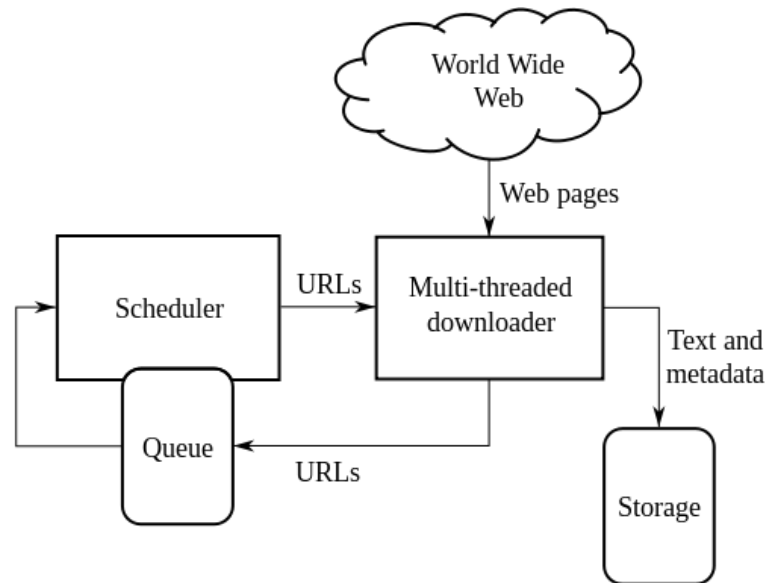 World Wide
Web
Web pages
Scheduler
URLs
Multi-threaded
downloader
Text and
metadata
Queue
URLs
Storage